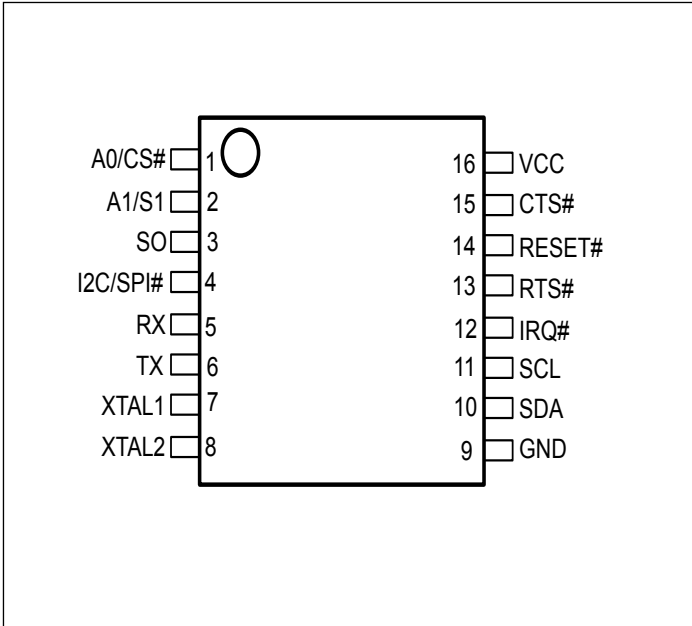 A0/CS# 1 16 VCC
A1/S1 2 15 CTS#
SO 3 14 RESET#
I2C/SPI# 4 13 RTS#
RX 5 12 IRQ#
TX 6 11 SCL
XTAL1 7 10 SDA
XTAL2 8 9 GND